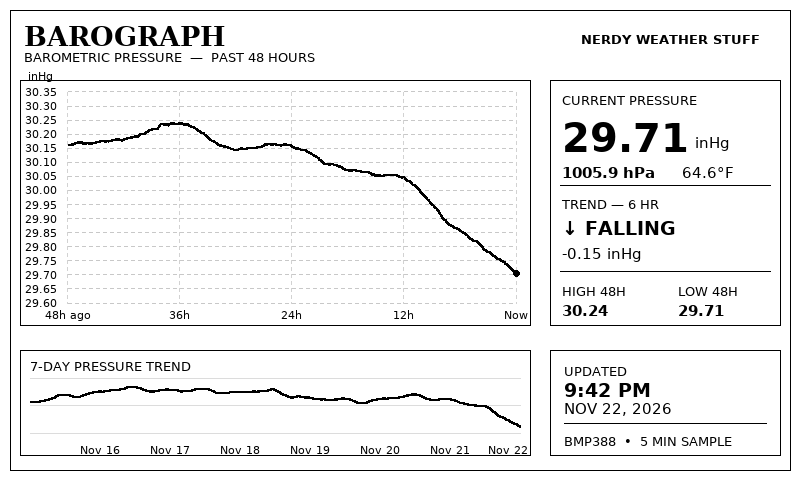 BAROGRAPH
BAROMETRIC PRESSURE — PAST 48 HOURS
NERDY WEATHER STUFF
inHg
30.35
30.30
30.25
30.20
30.15
30.10
30.05
30.00
29.95
29.90
29.85
29.80
29.75
29.70
29.65
29.60
48h ago 36h 24h 12h Now
CURRENT PRESSURE
29.71 inHg
1005.9 hPa 64.6°F
TREND — 6 HR
↓ FALLING
-0.15 inHg
HIGH 48H LOW 48H
30.24 29.71
7-DAY PRESSURE TREND
Nov 16 Nov 17 Nov 18 Nov 19 Nov 20 Nov 21 Nov 22
UPDATED
9:42 PM
NOV 22, 2026
BMP388 • 5 MIN SAMPLE